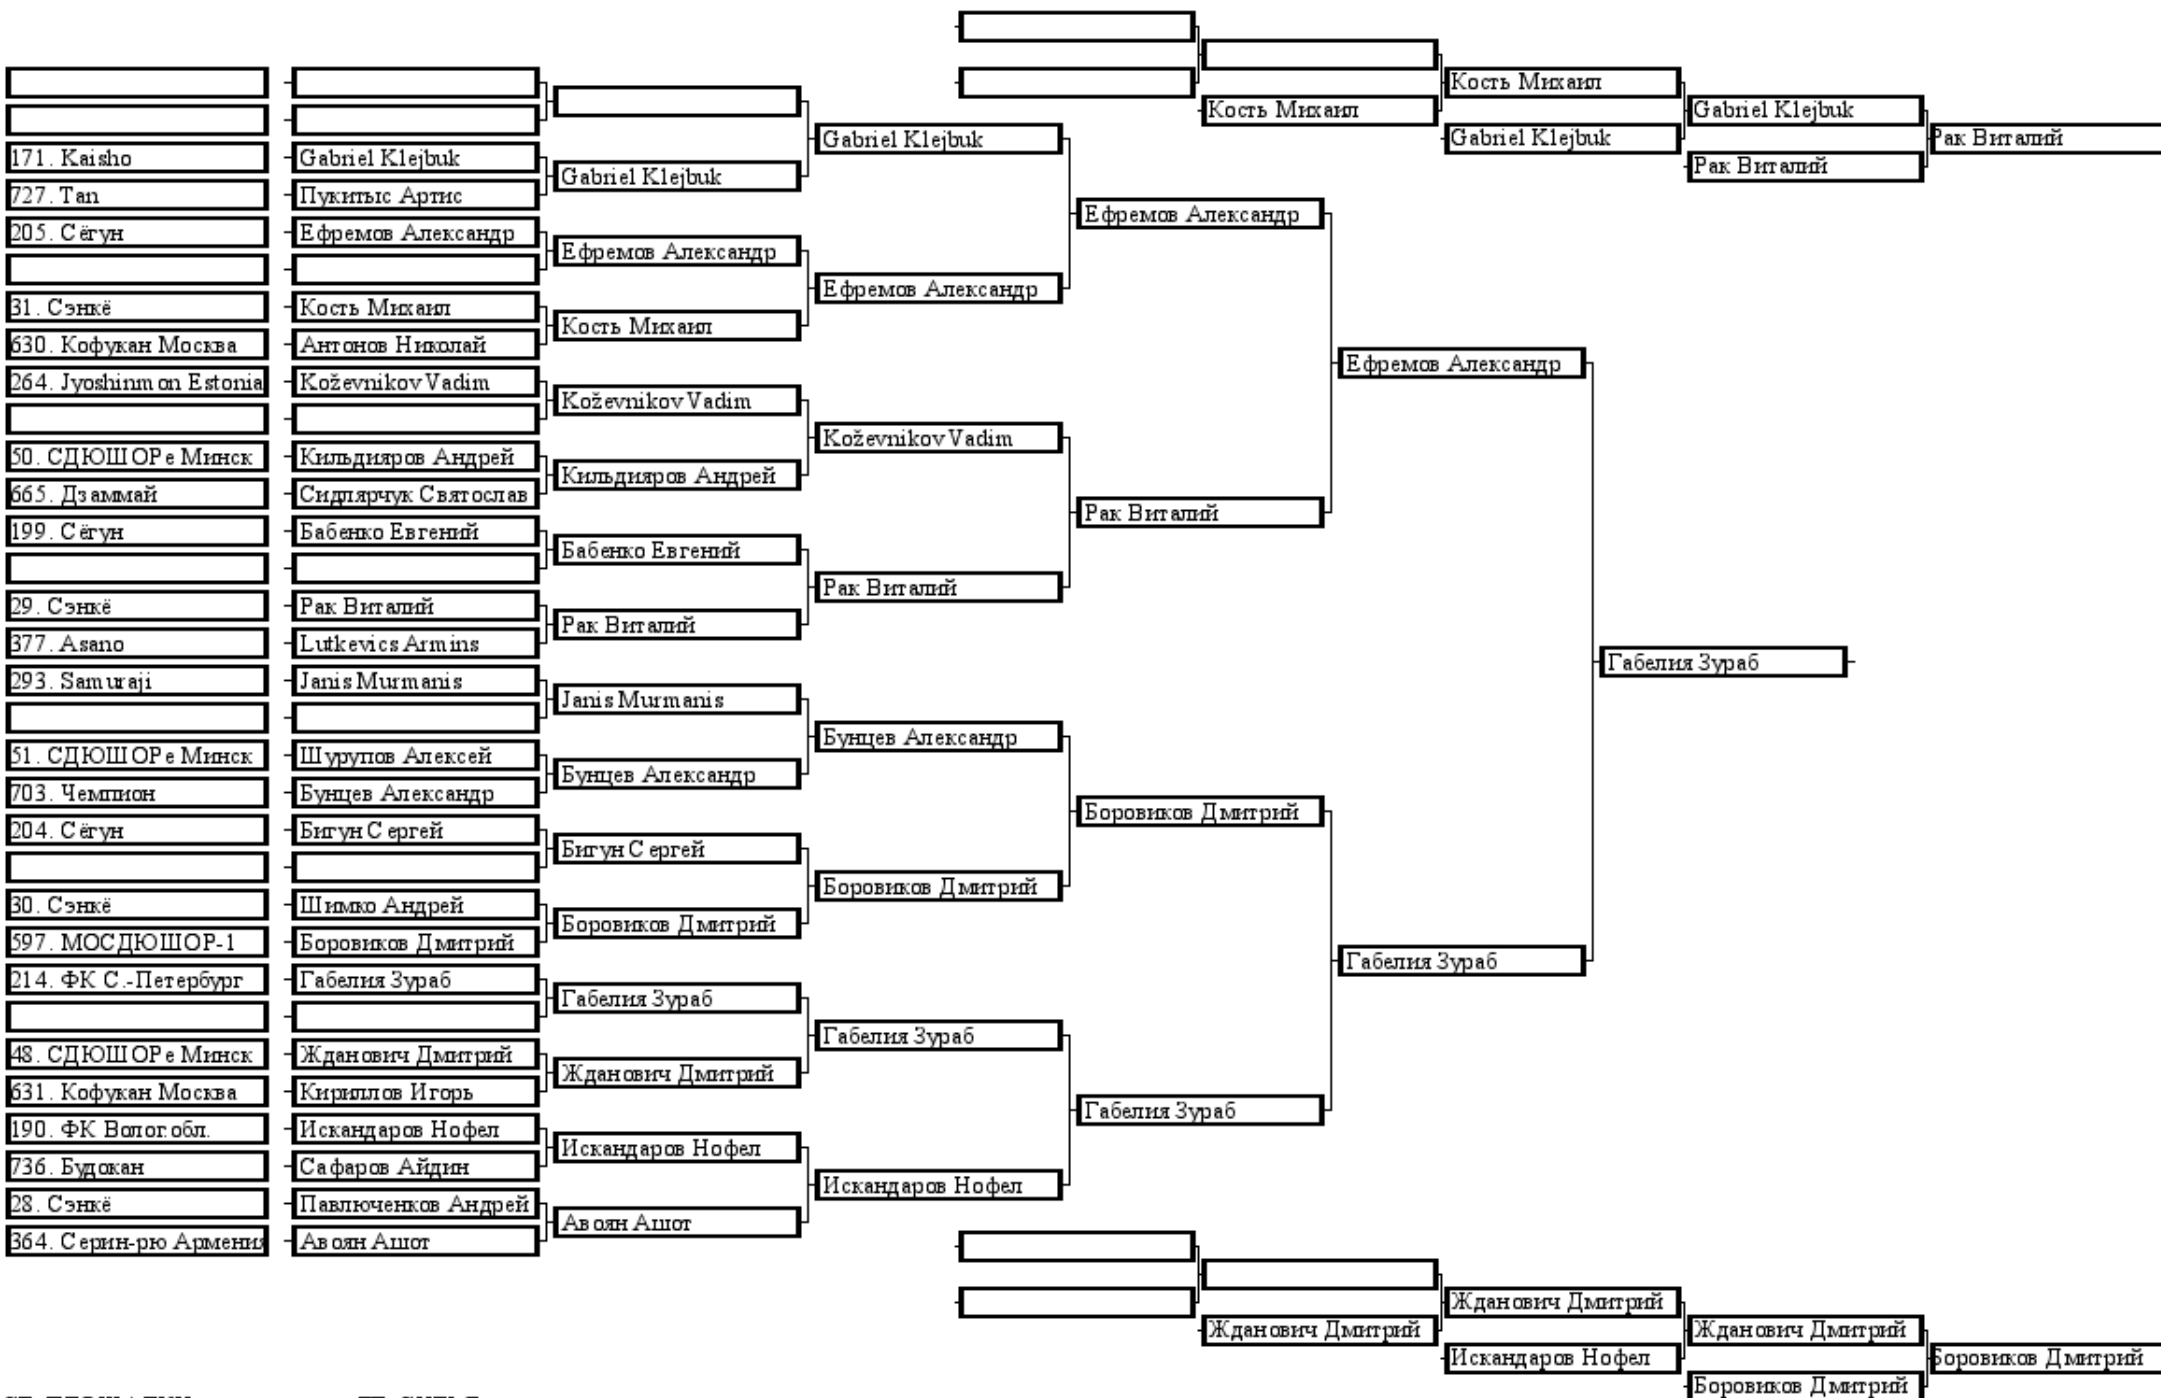 Кость Михаил
Кость Михаил
Gabriel Klejbuk
Gabriel Klejbuk
Рак Виталий
Рак Виталий
171. Kaisho
Gabriel Klejbuk
727. Tan
Пукитыс Артис
205. Сёгун
Ефремов Александр
31. Сэнкё
Кость Михаил
630. Кофукан Москва
Антонов Николай
264. Jyoshinmon Estonia
Koževnikov Vadim
50. СДЮШОРе Минск
Кильдияров Андрей
665. Дзаммай
Сидлярчук Святослав
199. Сёгун
Бабенко Евгений
29. Сэнкё
Рак Виталий
377. Asano
Lutkevics Armins
293. Samuraji
Janis Murmanis
51. СДЮШОРе Минск
Шурупов Алексей
703. Чемпион
Бунцев Александр
204. Сёгун
Бигун Сергей
30. Сэнкё
Шимко Андрей
597. МОСДЮШОР-1
Боровиков Дмитрий
214. ФК С.-Петербург
Габелия Зураб
48. СДЮШОРе Минск
Жданович Дмитрий
631. Кофукан Москва
Кириллов Игорь
190. ФК Волог.обл.
Искандаров Нофел
736. Будокан
Сафаров Айдин
28. Сэнкё
Павлюченков Андрей
364. Серин-рю Армения
Авоян Ашот
Gabriel Klejbuk
Ефремов Александр
Кость Михаил
Koževnikov Vadim
Кильдияров Андрей
Бабенко Евгений
Рак Виталий
Janis Murmanis
Бунцев Александр
Бигун Сергей
Боровиков Дмитрий
Габелия Зураб
Жданович Дмитрий
Искандаров Нофел
Авоян Ашот
Gabriel Klejbuk
Ефремов Александр
Koževnikov Vadim
Рак Виталий
Бунцев Александр
Боровиков Дмитрий
Габелия Зураб
Искандаров Нофел
Ефремов Александр
Рак Виталий
Боровиков Дмитрий
Габелия Зураб
Ефремов Александр
Габелия Зураб
Габелия Зураб
Жданович Дмитрий
Жданович Дмитрий
Искандаров Нофел
Жданович Дмитрий
Боровиков Дмитрий
Боровиков Дмитрий